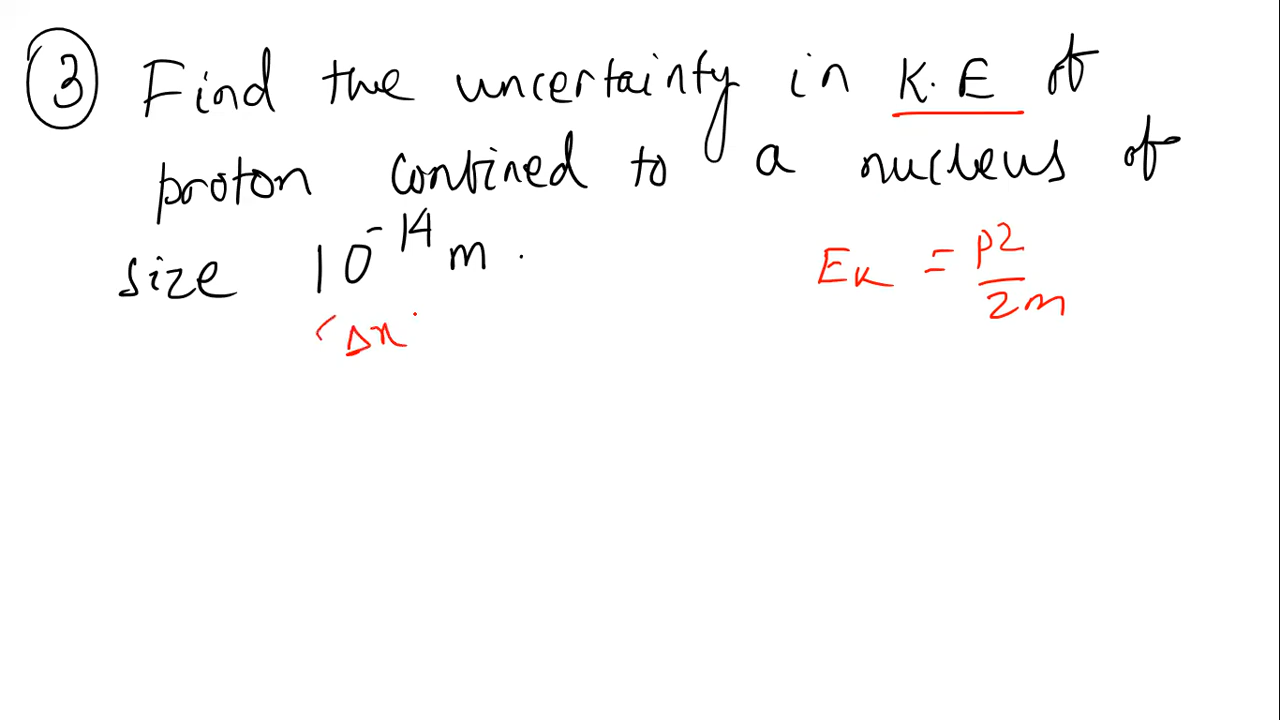 ③ Find the uncertainty in K.E of
proton confined to a nucleus of
size 10⁻¹⁴ m.
Eₖ = p2/2m
Δx